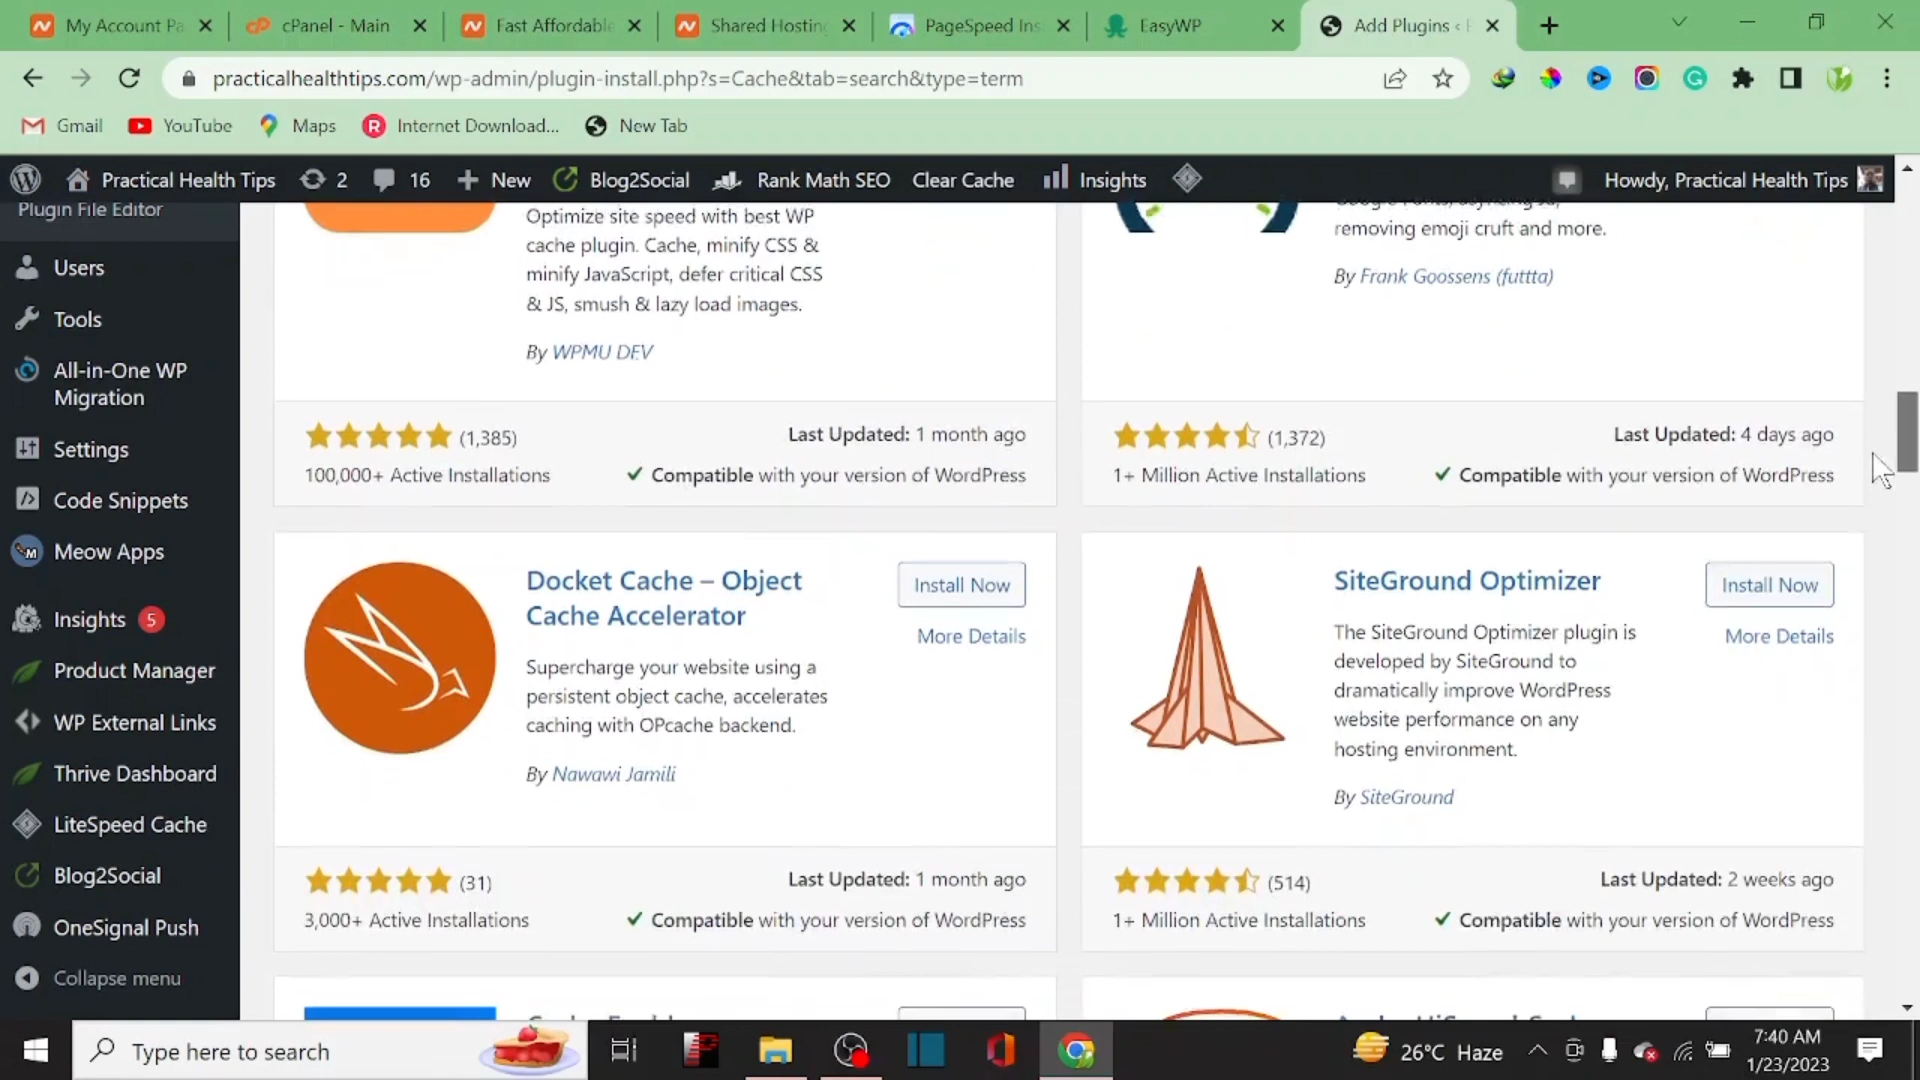 My Account Pa
cPanel - Main
Fast Affordable
Shared Hosting
PageSpeed Ins
EasyWP
Add Plugins ‹ P
practicalhealthtips.com/wp-admin/plugin-install.php?s=Cache&tab=search&type=term
Gmail
YouTube
Maps
Internet Download...
New Tab
Practical Health Tips
2
16
New
Blog2Social
Rank Math SEO
Clear Cache
Insights
Howdy, Practical Health Tips
Plugin File Editor
Users
Tools
All-in-One WP
Migration
Settings
Code Snippets
Meow Apps
Insights 5
Product Manager
WP External Links
Thrive Dashboard
LiteSpeed Cache
Blog2Social
OneSignal Push
Collapse menu
Optimize site speed with best WP
cache plugin. Cache, minify CSS &
minify JavaScript, defer critical CSS
& JS, smush & lazy load images.
By WPMU DEV
(1,385)
100,000+ Active Installations
Last Updated: 1 month ago
Compatible with your version of WordPress
removing emoji cruft and more.
By Frank Goossens (futtta)
(1,372)
1+ Million Active Installations
Last Updated: 4 days ago
Compatible with your version of WordPress
Docket Cache – Object
Cache Accelerator
Install Now
More Details
Supercharge your website using a
persistent object cache, accelerates
caching with OPcache backend.
By Nawawi Jamili
(31)
3,000+ Active Installations
Last Updated: 1 month ago
Compatible with your version of WordPress
SiteGround Optimizer
Install Now
More Details
The SiteGround Optimizer plugin is
developed by SiteGround to
dramatically improve WordPress
website performance on any
hosting environment.
By SiteGround
(514)
1+ Million Active Installations
Last Updated: 2 weeks ago
Compatible with your version of WordPress
Type here to search
26°C Haze
7:40 AM
1/23/2023